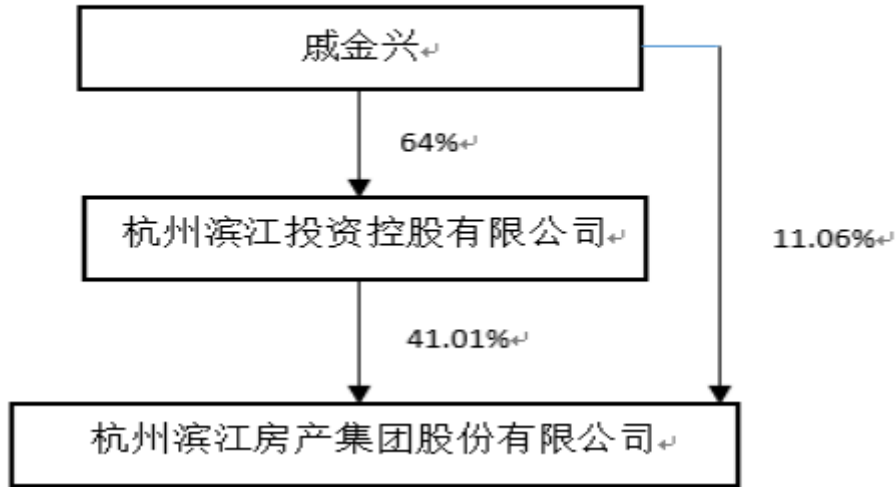 戚金兴
64%
杭州滨江投资控股有限公司
11.06%
41.01%
杭州滨江房产集团股份有限公司